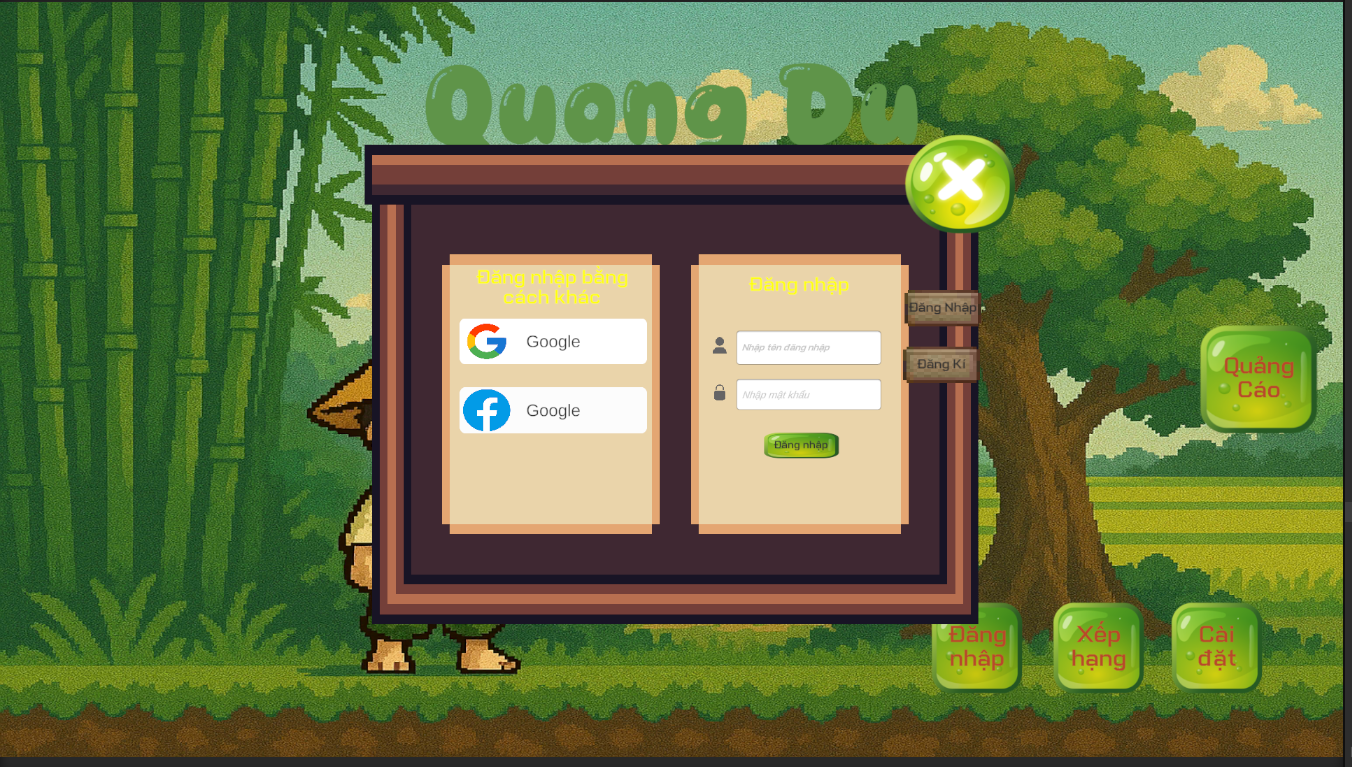 Quang Du
Đăng nhập bằng
cách khác
Google
Google
Đăng nhập
Nhập tên đăng nhập
Nhập mật khẩu
Đăng nhập
Đăng Nhập
Đăng Kí
Quảng
Cáo
Đăng
nhập
Xếp
hạng
Cài
đặt